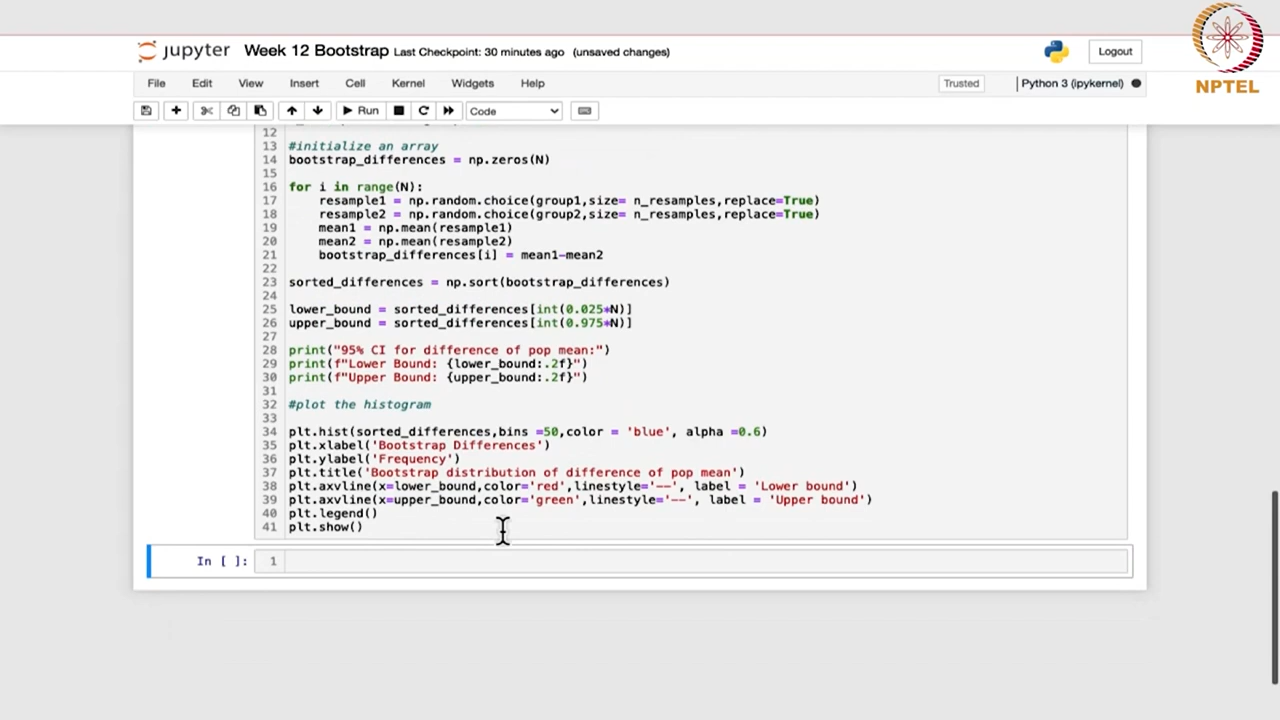 jupyter Week 12 Bootstrap Last Checkpoint: 30 minutes ago (unsaved changes)
Logout
NPTEL
File Edit View Insert Cell Kernel Widgets Help
Trusted Python 3 (ipykernel)
Run Code
12
13 #initialize an array
14 bootstrap_differences = np.zeros(N)
15
16 for i in range(N):
17 resample1 = np.random.choice(group1,size= n_resamples,replace=True)
18 resample2 = np.random.choice(group2,size= n_resamples,replace=True)
19 mean1 = np.mean(resample1)
20 mean2 = np.mean(resample2)
21 bootstrap_differences[i] = mean1-mean2
22
23 sorted_differences = np.sort(bootstrap_differences)
24
25 lower_bound = sorted_differences[int(0.025*N)]
26 upper_bound = sorted_differences[int(0.975*N)]
27
28 print("95% CI for difference of pop mean:")
29 print(f"Lower Bound: {lower_bound:.2f}")
30 print(f"Upper Bound: {upper_bound:.2f}")
31
32 #plot the histogram
33
34 plt.hist(sorted_differences,bins =50,color = 'blue', alpha =0.6)
35 plt.xlabel('Bootstrap Differences')
36 plt.ylabel('Frequency')
37 plt.title('Bootstrap distribution of difference of pop mean')
38 plt.axvline(x=lower_bound,color='red',linestyle='--', label = 'Lower bound')
39 plt.axvline(x=upper_bound,color='green',linestyle='--', label = 'Upper bound')
40 plt.legend()
41 plt.show()
In [ ]: 1